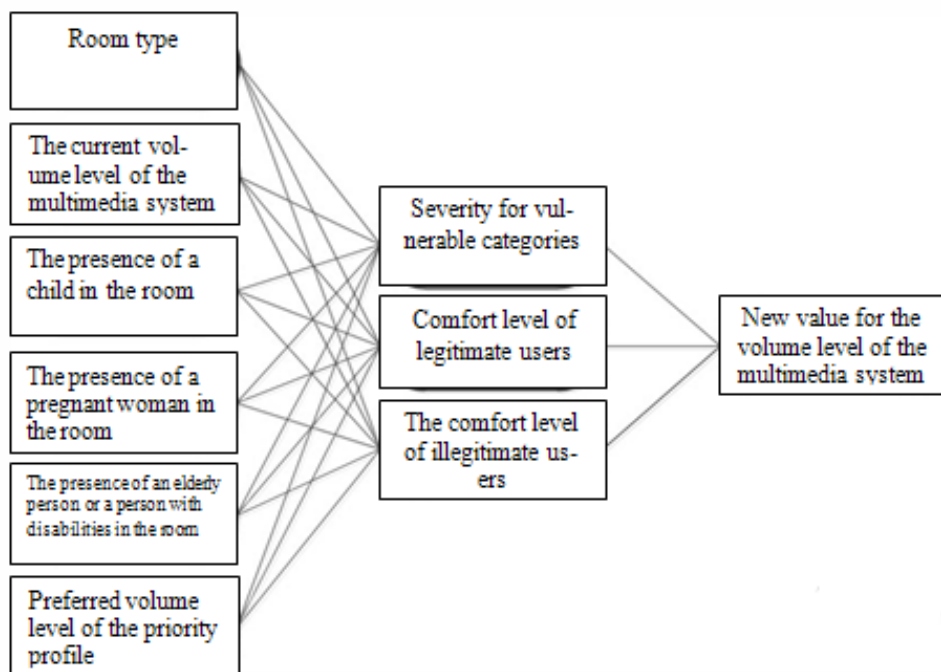 Room type
The current vol-
ume level of the
multimedia system
The presence of a
child in the room
The presence of a
pregnant woman in
the room
The presence of an elderly
person or a person with
disabilities in the room
Preferred volume
level of the priority
profile
Severity for vul-
nerable categories
Comfort level of
legitimate users
The comfort level
of illegitimate us-
ers
New value for the
volume level of the
multimedia system